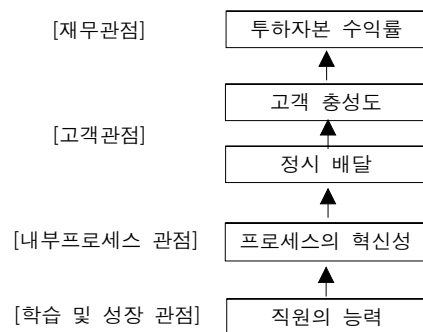 [재무관점] 투하자본 수익률
고객 충성도
[고객관점]
정시 배달
[내부프로세스 관점] 프로세스의 혁신성
[학습 및 성장 관점] 직원의 능력